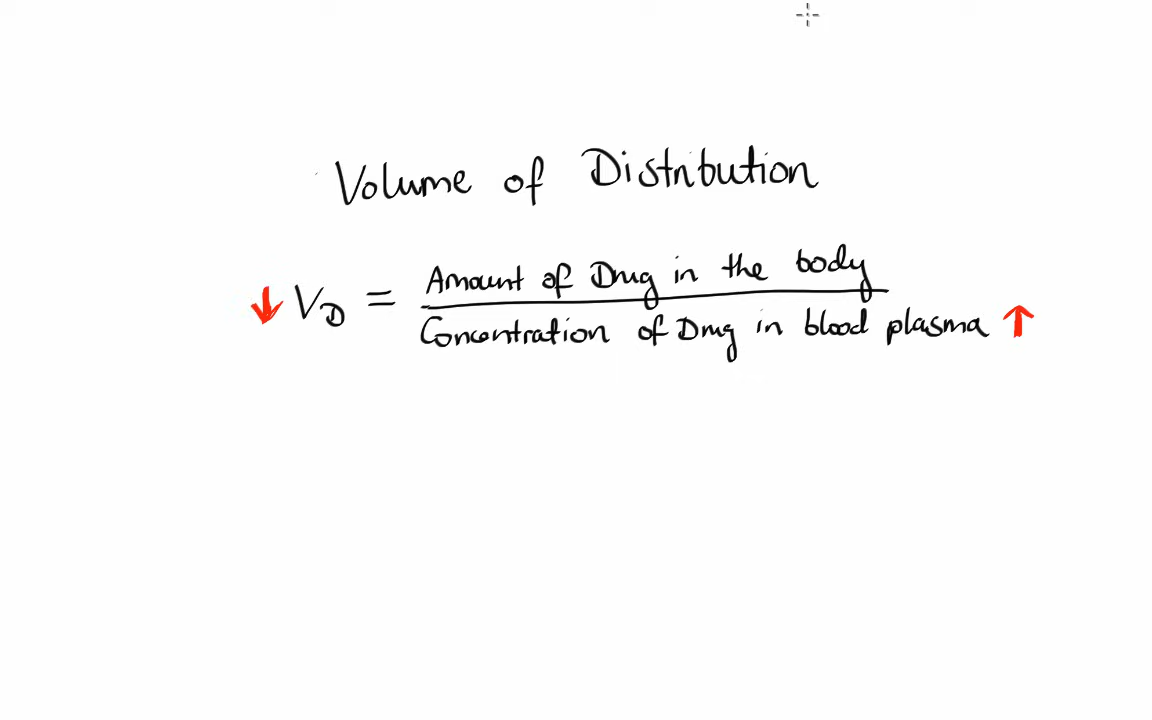 Volume of Distribution
↓ VD = Amount of Drug in the body
Concentration of Drug in blood plasma ↑